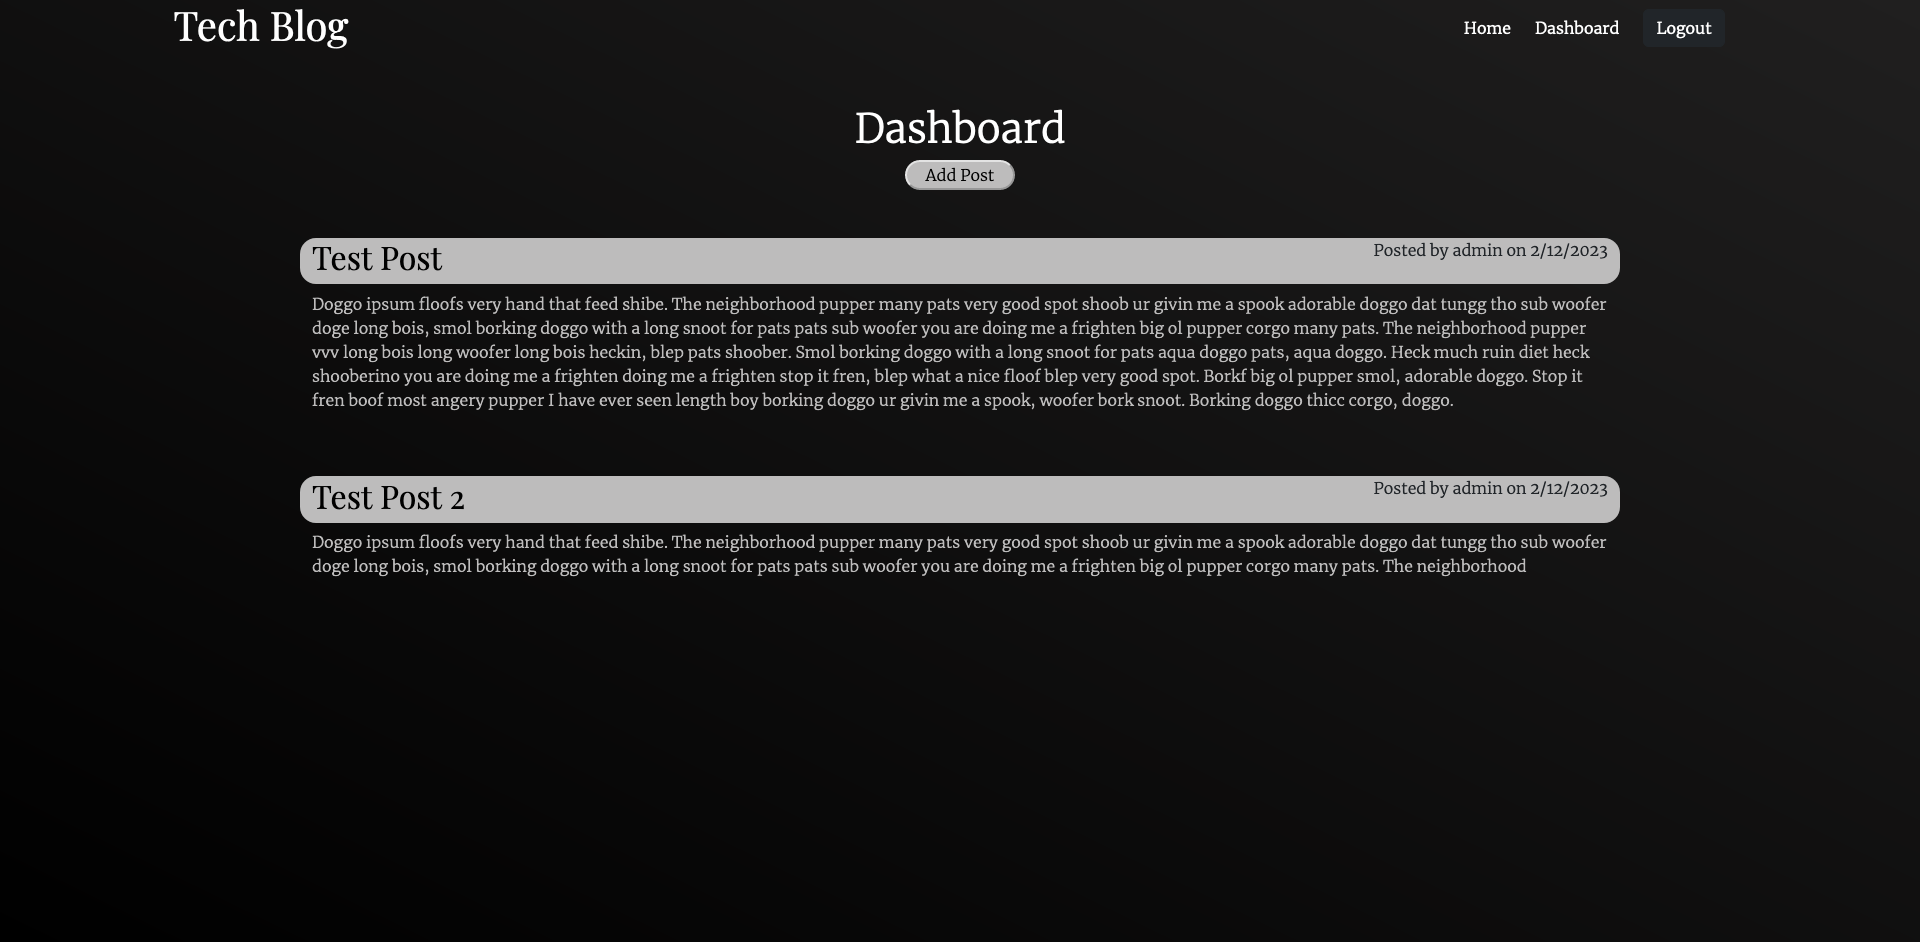 Tech Blog
Home
Dashboard
Logout
Dashboard
Add Post
Test Post
Posted by admin on 2/12/2023
Doggo ipsum floofs very hand that feed shibe. The neighborhood pupper many pats very good spot shoob ur givin me a spook adorable doggo dat tungg tho sub woofer
doge long bois, smol borking doggo with a long snoot for pats pats sub woofer you are doing me a frighten big ol pupper corgo many pats. The neighborhood pupper
vvv long bois long woofer long bois heckin, blep pats shoober. Smol borking doggo with a long snoot for pats aqua doggo pats, aqua doggo. Heck much ruin diet heck
shooberino you are doing me a frighten doing me a frighten stop it fren, blep what a nice floof blep very good spot. Borkf big ol pupper smol, adorable doggo. Stop it
fren boof most angery pupper I have ever seen length boy borking doggo ur givin me a spook, woofer bork snoot. Borking doggo thicc corgo, doggo.
Test Post 2
Posted by admin on 2/12/2023
Doggo ipsum floofs very hand that feed shibe. The neighborhood pupper many pats very good spot shoob ur givin me a spook adorable doggo dat tungg tho sub woofer
doge long bois, smol borking doggo with a long snoot for pats pats sub woofer you are doing me a frighten big ol pupper corgo many pats. The neighborhood